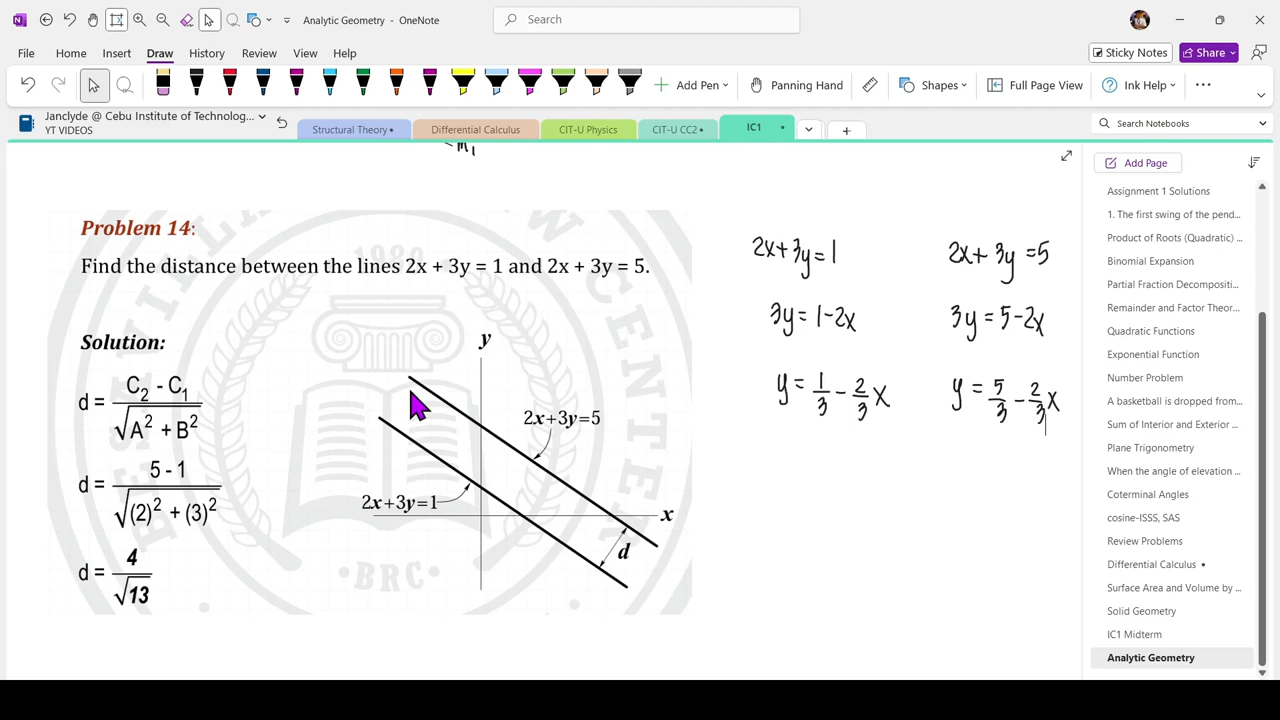 Analytic Geometry - OneNote
Search
File Home Insert Draw History Review View Help
Sticky Notes
Share
Add Pen
Panning Hand
Shapes
Full Page View
Ink Help
Janclyde @ Cebu Institute of Technolog...
YT VIDEOS
Structural Theory
Differential Calculus
CIT-U Physics
CIT-U CC2
IC1
Search Notebooks
Add Page
Assignment 1 Solutions
1. The first swing of the pend...
Product of Roots (Quadratic) ...
Binomial Expansion
Partial Fraction Decompositi...
Remainder and Factor Theor...
Quadratic Functions
Exponential Function
Number Problem
A ball is dropped from...
Sum of Interior and Exterior ...
Plane Trigonometry
When the angle of elevation ...
Coterminal Angles
cosine-ISSS, SAS
Review Problems
Differential Calculus
Surface Area and Volume by ...
Solid Geometry
IC1 Midterm
Analytic Geometry
m₁
Problem 14:
Find the distance between the lines 2x + 3y = 1 and 2x + 3y = 5.
Solution:
d = (C₂ - C₁) / √(A² + B²)
d = (5 - 1) / √((2)² + (3)²)
d = 4 / √13
y
2x+3y=5
2x+3y=1
x
d
1980
• BRC •
2x+3y=1
3y=1-2x
y=1/3-2/3x
2x+3y=5
3y=5-2x
y=5/3-2/3x